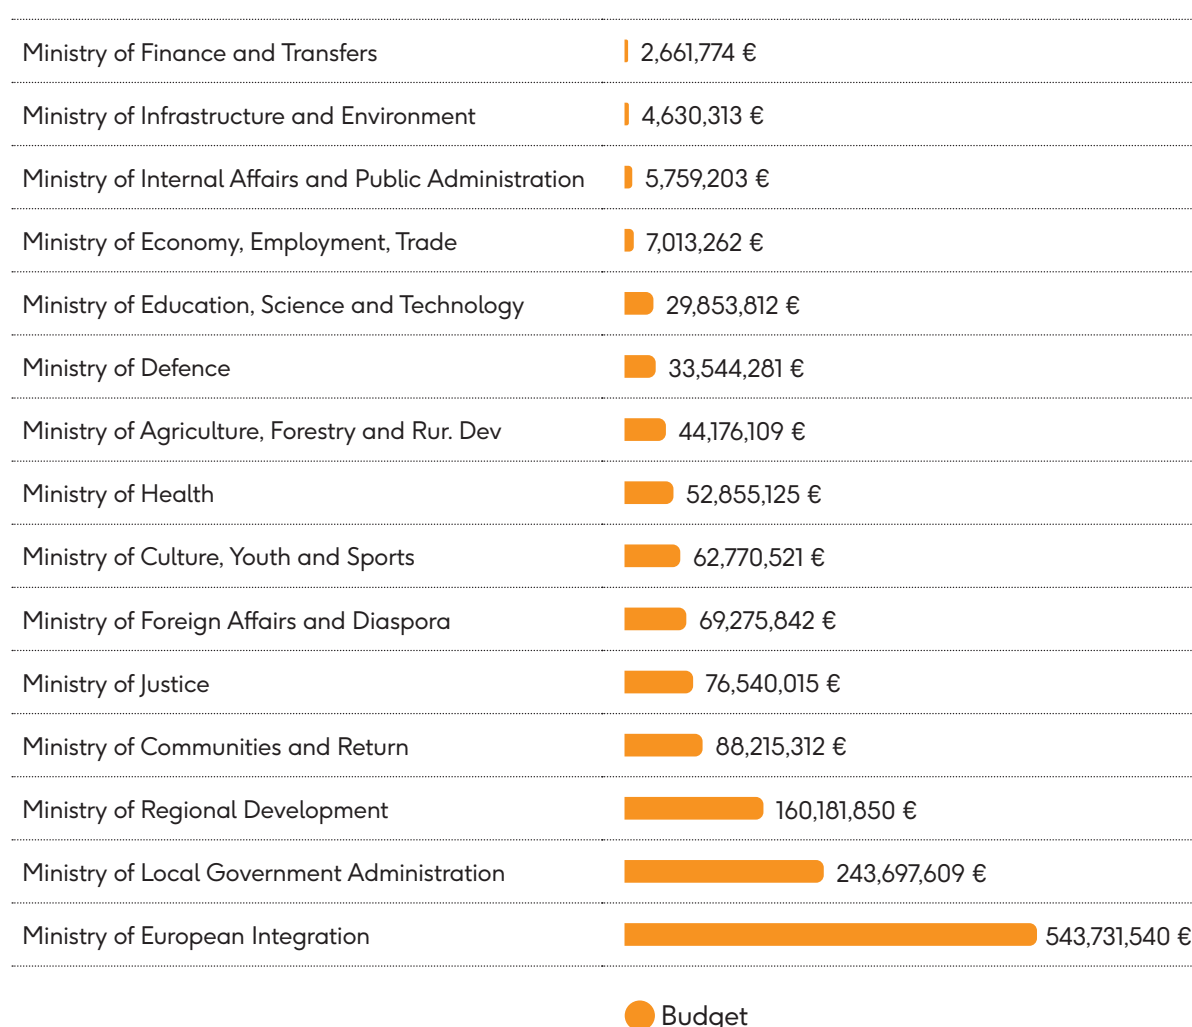 Ministry of Finance and Transfers 2,661,774 €
Ministry of Infrastructure and Environment 4,630,313 €
Ministry of Internal Affairs and Public Administration 5,759,203 €
Ministry of Economy, Employment, Trade 7,013,262 €
Ministry of Education, Science and Technology 29,853,812 €
Ministry of Defence 33,544,281 €
Ministry of Agriculture, Forestry and Rur. Dev 44,176,109 €
Ministry of Health 52,855,125 €
Ministry of Culture, Youth and Sports 62,770,521 €
Ministry of Foreign Affairs and Diaspora 69,275,842 €
Ministry of Justice 76,540,015 €
Ministry of Communities and Return 88,215,312 €
Ministry of Regional Development 160,181,850 €
Ministry of Local Government Administration 243,697,609 €
Ministry of European Integration 543,731,540 €
Budget